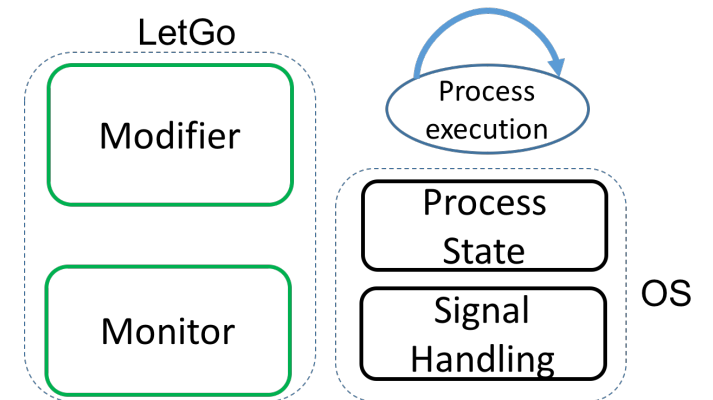 LetGo
Modifier
Monitor
Process
execution
Process
State
Signal
Handling
OS